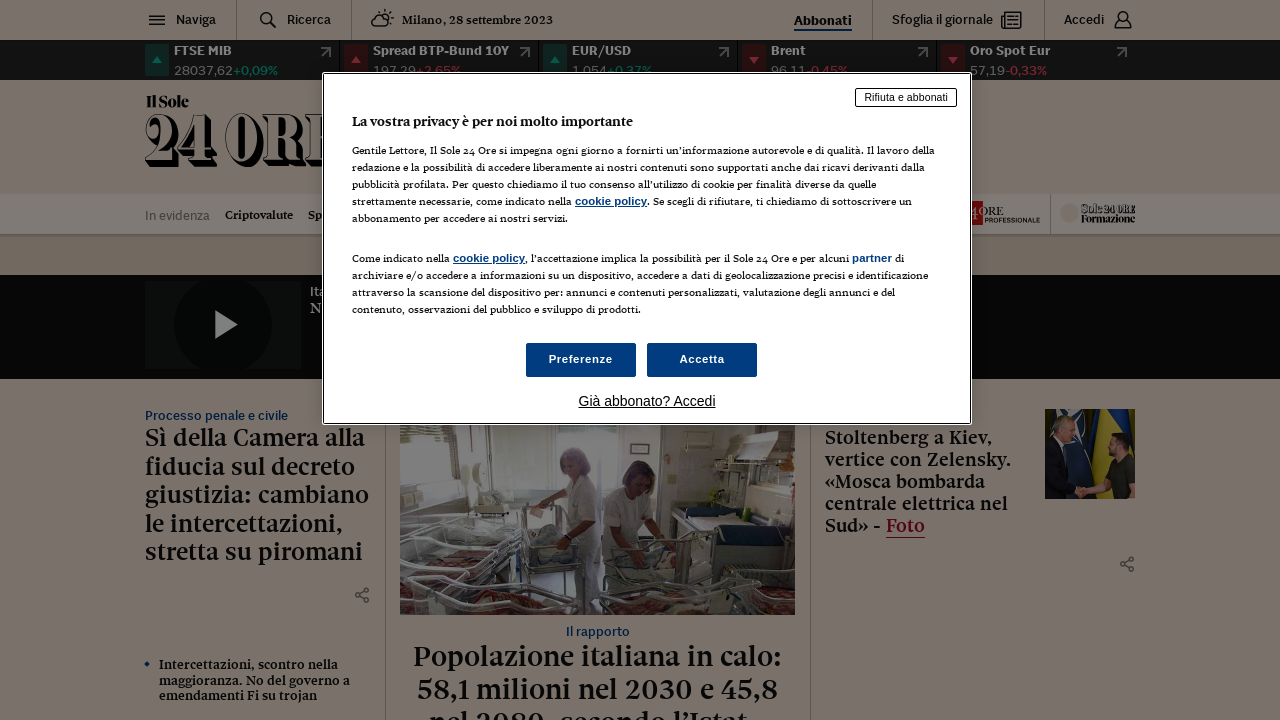 Naviga
Ricerca
Milano, 28 settembre 2023
Abbonati
Sfoglia il giornale
Accedi
FTSE MIB
28037,62+0,09%
Spread BTP-Bund 10Y
197,29+2,65%
EUR/USD
1,054+0,37%
Brent
96,11-0,45%
Oro Spot Eur
57,19-0,33%
Il Sole
24 ORE
Rifiuta e abbonati
La vostra privacy è per noi molto importante
Gentile Lettore, Il Sole 24 Ore si impegna ogni giorno a fornirti un'informazione autorevole e di qualità. Il lavoro della
redazione e la possibilità di accedere liberamente ai nostri contenuti sono supportati anche dai ricavi derivanti dalla
pubblicità profilata. Per questo chiediamo il tuo consenso all'utilizzo di cookie per finalità diverse da quelle
strettamente necessarie, come indicato nella cookie policy. Se scegli di rifiutare, ti chiediamo di sottoscrivere un
abbonamento per accedere ai nostri servizi.
Come indicato nella cookie policy, l'accettazione implica la possibilità per il Sole 24 Ore e per alcuni partner di
archiviare e/o accedere a informazioni su un dispositivo, accedere a dati di geolocalizzazione precisi e identificazione
attraverso la scansione del dispositivo per: annunci e contenuti personalizzati, valutazione degli annunci e del
contenuto, osservazioni del pubblico e sviluppo di prodotti.
Preferenze
Accetta
Già abbonato? Accedi
In evidenza
Criptovalute
Sp
24 ORE
PROFESSIONALE
Sole 24 ORE
Formazione
Ita
N
Processo penale e civile
Sì della Camera alla
fiducia sul decreto
giustizia: cambiano
le intercettazioni,
stretta su piromani
Intercettazioni, scontro nella
maggioranza. No del governo a
emendamenti Fi su trojan
Il rapporto
Popolazione italiana in calo:
58,1 milioni nel 2030 e 45,8
nel 2080, secondo l'Istat
Stoltenberg a Kiev,
vertice con Zelensky.
«Mosca bombarda
centrale elettrica nel
Sud» - Foto